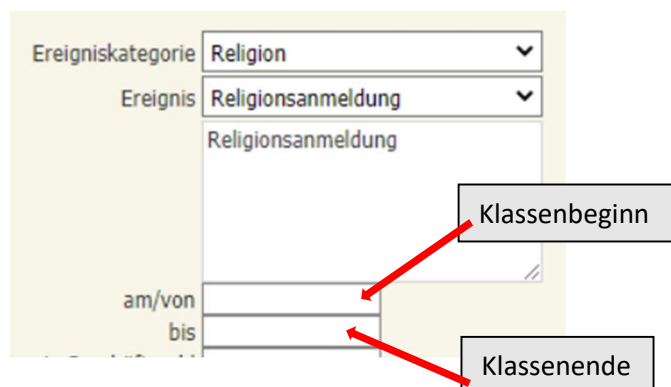 Ereigniskategorie Religion
Ereignis Religionsanmeldung
Religionsanmeldung
Klassenbeginn
am/von
bis
Klassenende